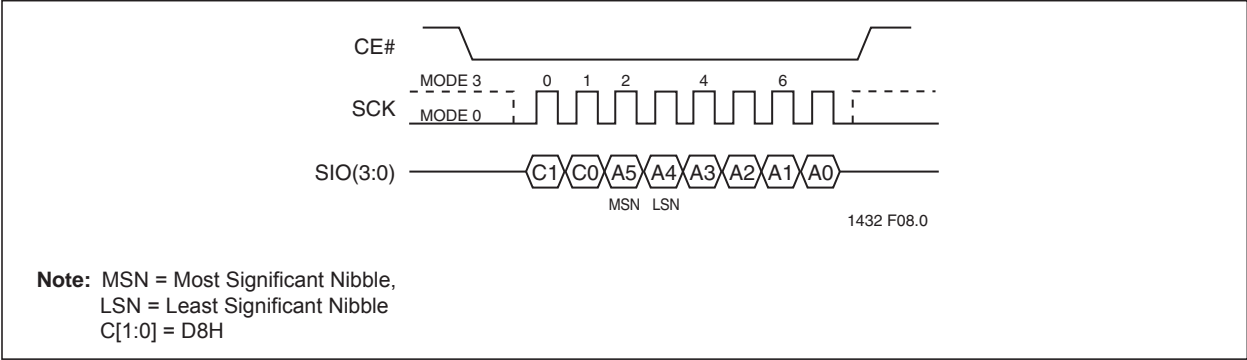 CE#
MODE 3 0 1 2 4 6
SCK
MODE 0
SIO(3:0) C1 C0 A5 A4 A3 A2 A1 A0
MSN LSN
1432 F08.0
Note: MSN = Most Significant Nibble,
LSN = Least Significant Nibble
C[1:0] = D8H